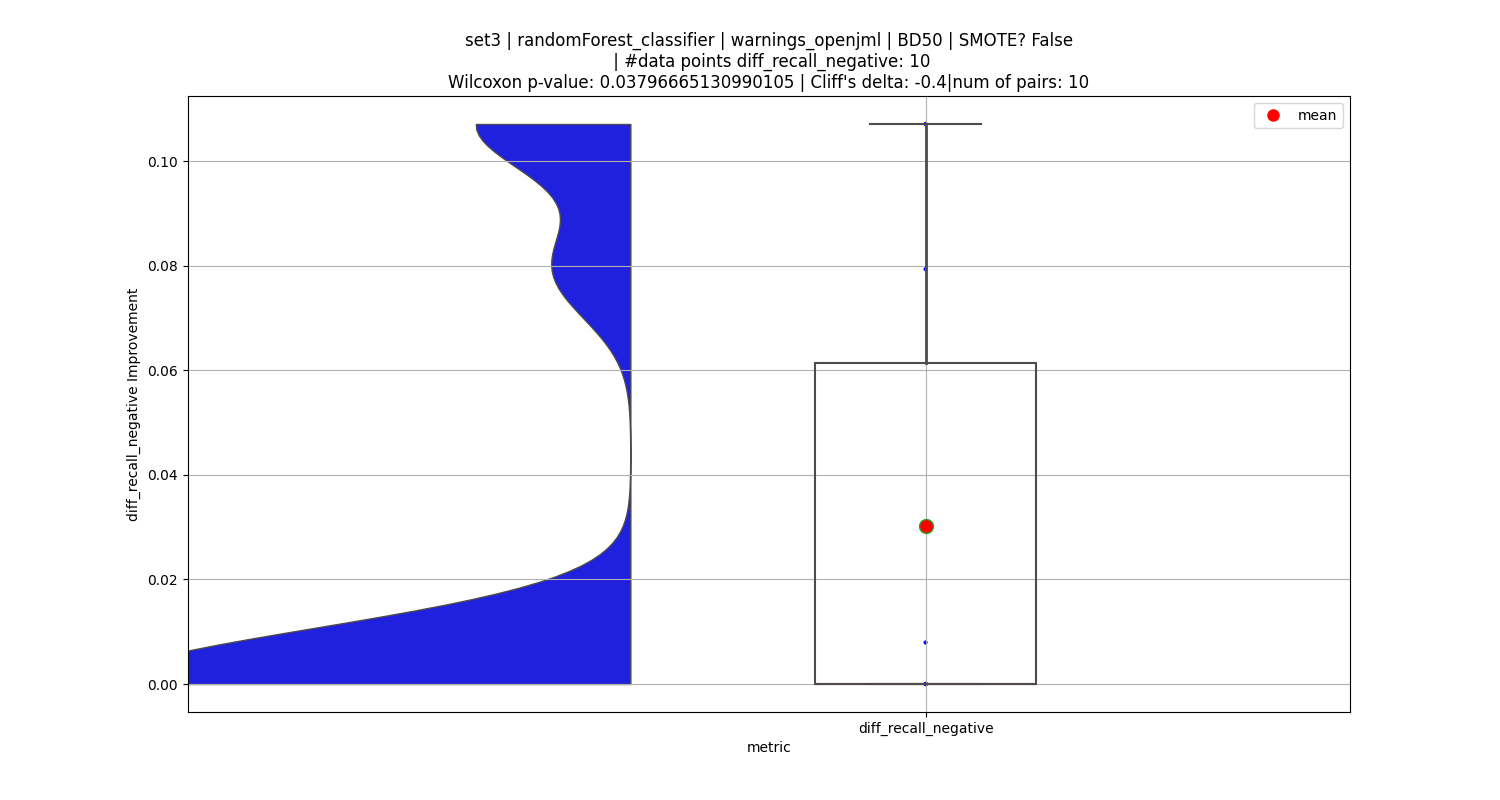 set3 | randomForest_classifier | warnings_openjml | BD50 | SMOTE? False
| #data points diff_recall_negative: 10
Wilcoxon p-value: 0.03796665130990105 | Cliff's delta: -0.4|num of pairs: 10
mean
0.10
0.08
0.06
0.04
0.02
0.00
diff_recall_negative Improvement
diff_recall_negative
metric